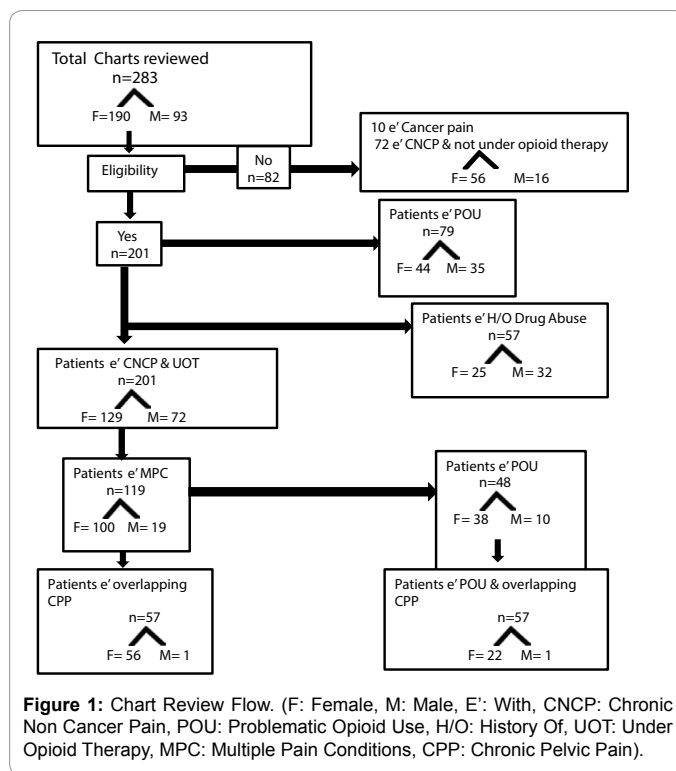 Total Charts reviewed
n=283
F=190 M= 93
Eligibility
No
n=82
10 e' Cancer pain
72 e' CNCP & not under opioid therapy
F= 56 M=16
Yes
n=201
Patients e' POU
n=79
F= 44 M= 35
Patients e' H/O Drug Abuse
n=57
F= 25 M= 32
Patients e' CNCP & UOT
n=201
F= 129 M= 72
Patients e' MPC
n=119
F= 100 M= 19
Patients e' POU
n=48
F= 38 M= 10
Patients e' overlapping
CPP
n=57
F= 56 M= 1
Patients e' POU & overlapping
CPP
n=57
F= 22 M= 1
Figure 1: Chart Review Flow. (F: Female, M: Male, E': With, CNCP: Chronic
Non Cancer Pain, POU: Problematic Opioid Use, H/O: History Of, UOT: Under
Opioid Therapy, MPC: Multiple Pain Conditions, CPP: Chronic Pelvic Pain).